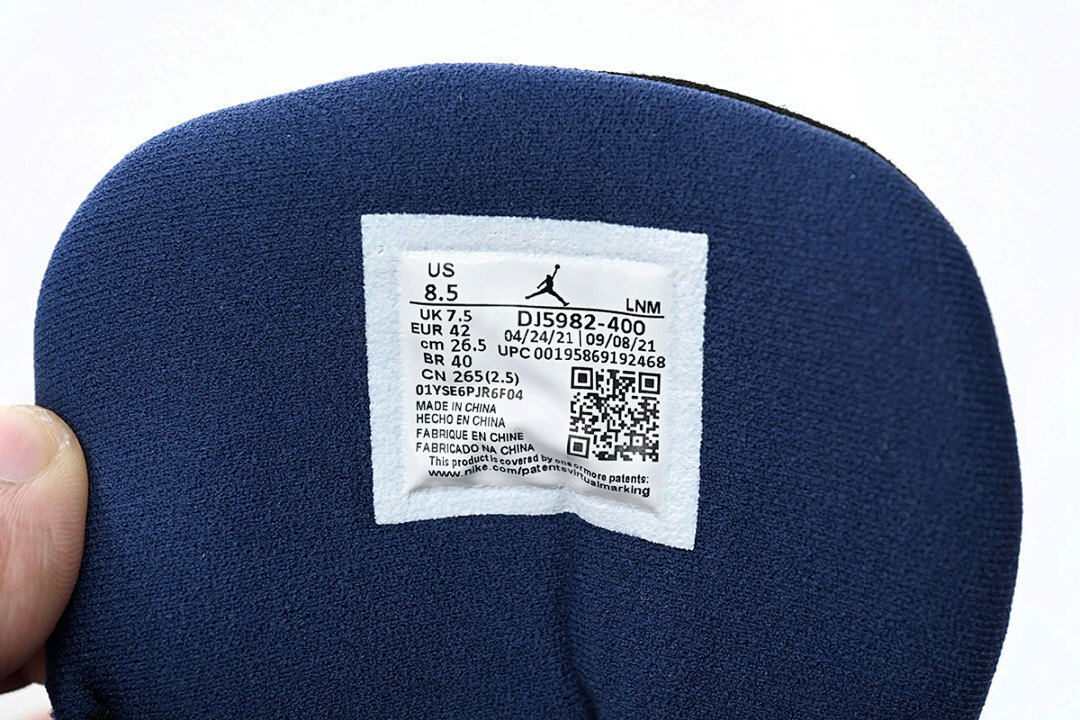 US
8.5
LNM
UK 7.5
DJ5982-400
EUR 42
04/24/21 | 09/08/21
cm 26.5
UPC 00195869192468
BR 40
CN 265(2.5)
01YSE6PJR6F04
MADE IN CHINA
HECHO EN CHINA
FABRIQUE EN CHINE
FABRICADO NA CHINA
This product is covered by one or more patents:
www.nike.com/patentsvirtualmarking